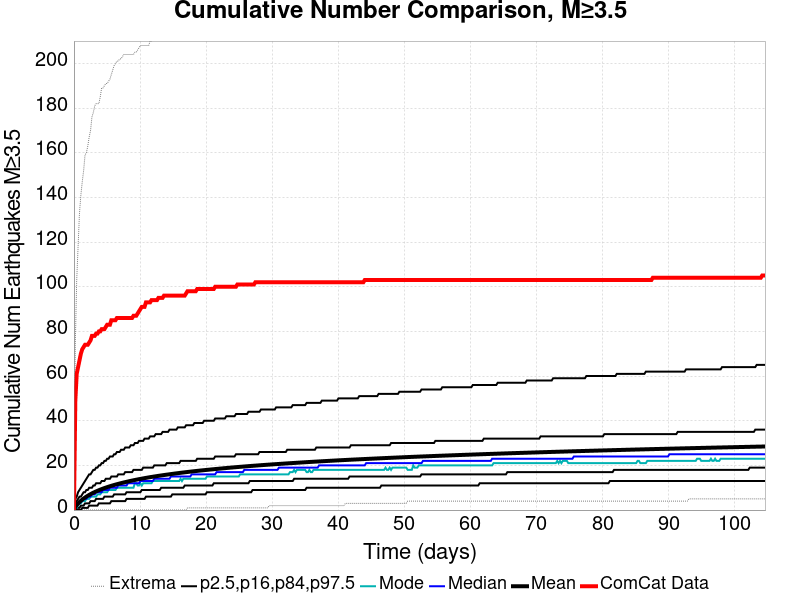 Cumulative Number Comparison, M≥3.5
Cumulative Num Earthquakes M≥3.5
200
180
160
140
120
100
80
60
40
20
0
0 10 20 30 40 50 60 70 80 90 100
Time (days)
Extrema p2.5,p16,p84,p97.5 Mode Median Mean ComCat Data